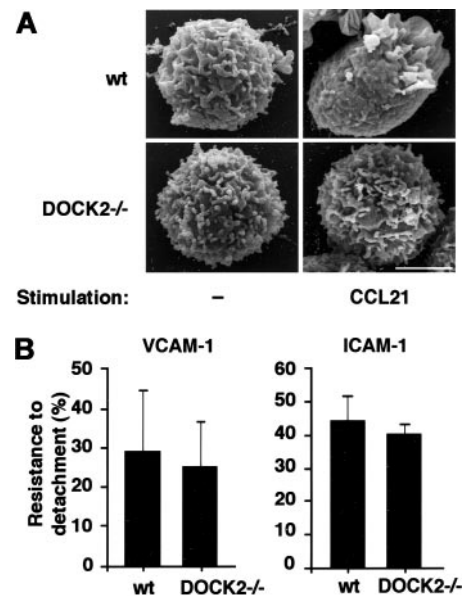 A
wt
DOCK2-/-
Stimulation: – CCL21
B
VCAM-1
ICAM-1
Resistance to
detachment (%)
50
40
30
20
10
0
wt DOCK2-/-
60
50
40
30
20
10
0
wt DOCK2-/-